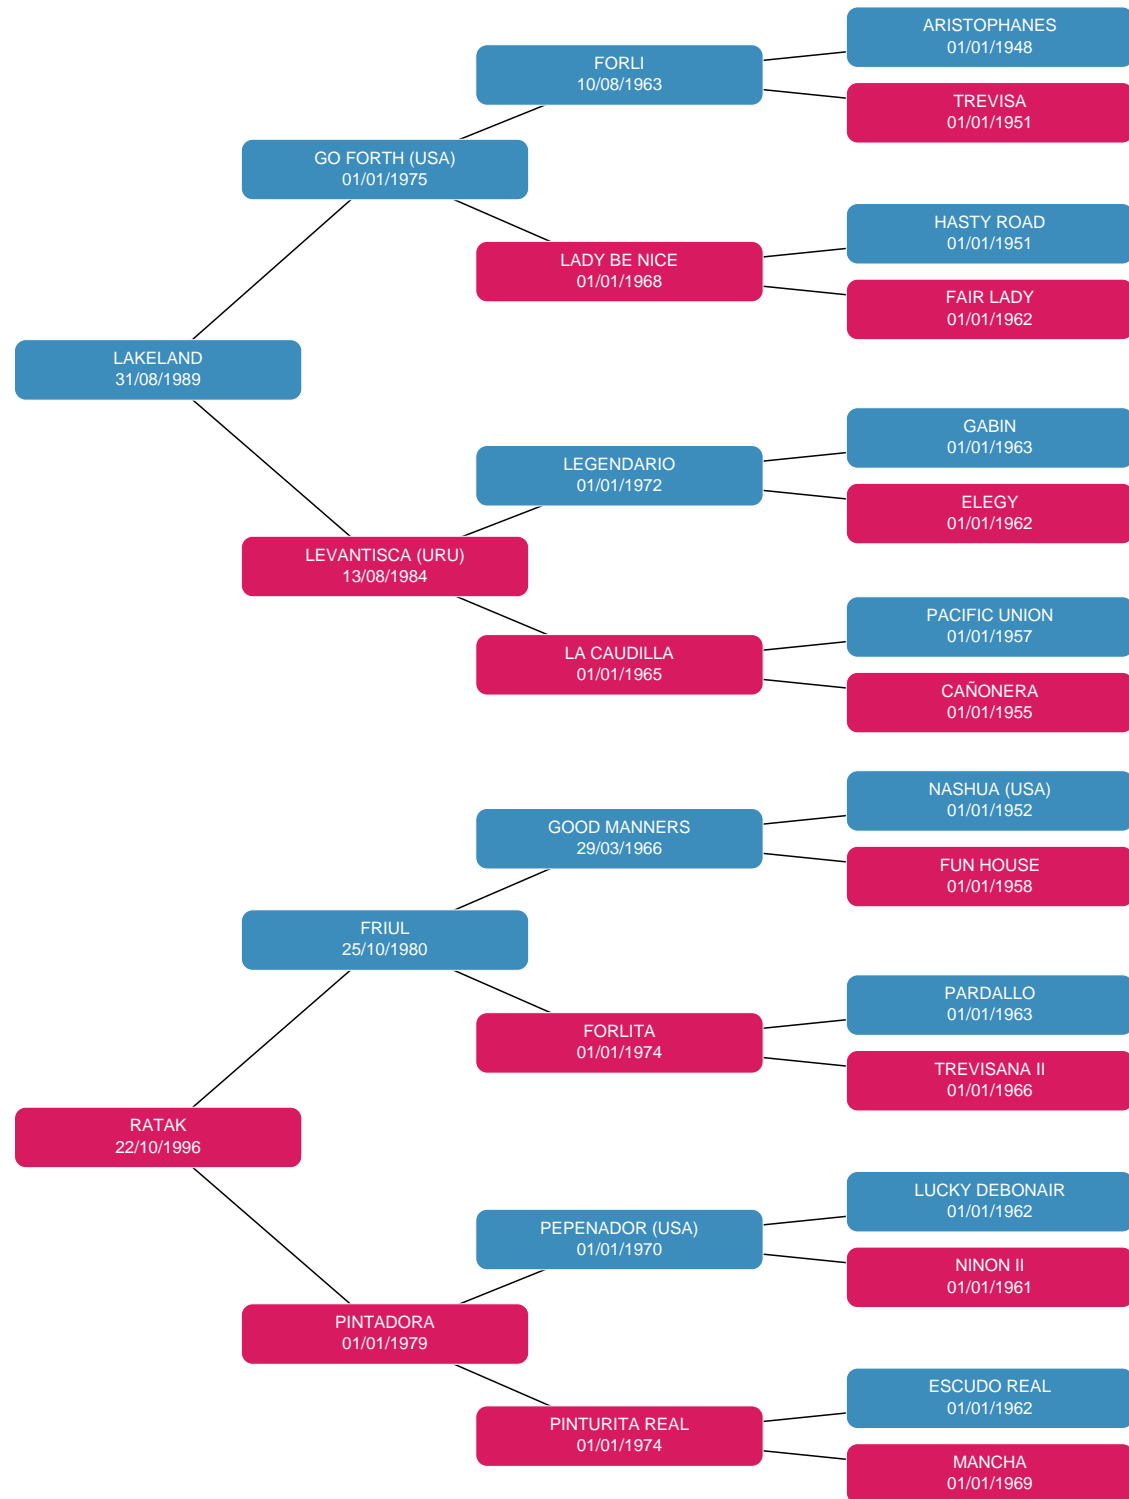 ARISTOPHANES
01/01/1948
FORLI
10/08/1963
TREVISA
01/01/1951
GO FORTH (USA)
01/01/1975
HASTY ROAD
01/01/1951
LADY BE NICE
01/01/1968
FAIR LADY
01/01/1962
LAKELAND
31/08/1989
GABIN
01/01/1963
LEGENDARIO
01/01/1972
ELEGY
01/01/1962
LEVANTISCA (URU)
13/08/1984
PACIFIC UNION
01/01/1957
LA CAUDILLA
01/01/1965
CAÑONERA
01/01/1955
NASHUA (USA)
01/01/1952
GOOD MANNERS
29/03/1966
FUN HOUSE
01/01/1958
FRIUL
25/10/1980
PARDALLO
01/01/1963
FORLITA
01/01/1974
TREVISANA II
01/01/1966
RATAK
22/10/1996
LUCKY DEBONAIR
01/01/1962
PEPENADOR (USA)
01/01/1970
NINON II
01/01/1961
PINTADORA
01/01/1979
ESCUDO REAL
01/01/1962
PINTURITA REAL
01/01/1974
MANCHA
01/01/1969